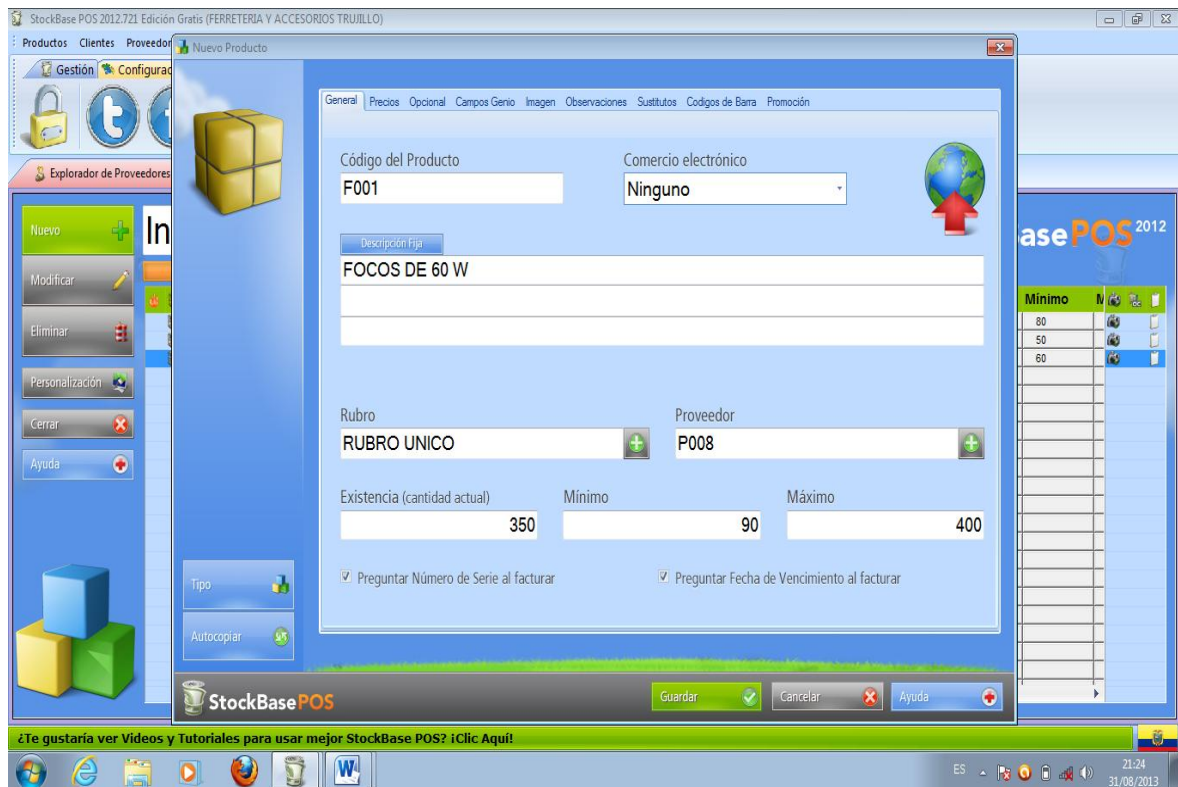 StockBase POS 2012.721 Edición Gratis (FERRETERIA Y ACCESORIOS TRUJILLO)
Productos Clientes Proveedor
Nuevo Producto
Gestión Configurac
General Precios Opcional Campos Genio Imagen Observaciones Sustitutos Codigos de Barra Promoción
Código del Producto Comercio electrónico
F001 Ninguno
Explorador de Proveedores
Nuevo In
ase POS 2012
Descripción Fija
FOCOS DE 60 W
Modificar
Mínimo M
80
Eliminar
50
60
Personalización
Rubro Proveedor
Cerrar
RUBRO UNICO P008
Ayuda
Existencia (cantidad actual) Mínimo Máximo
350 90 400
Tipo
Preguntar Número de Serie al facturar Preguntar Fecha de Vencimiento al facturar
Autocopiar
StockBase POS
Guardar Cancelar Ayuda
¿Te gustaría ver Videos y Tutoriales para usar mejor StockBase POS? ¡Clic Aquí!
ES 21:24
31/08/2013